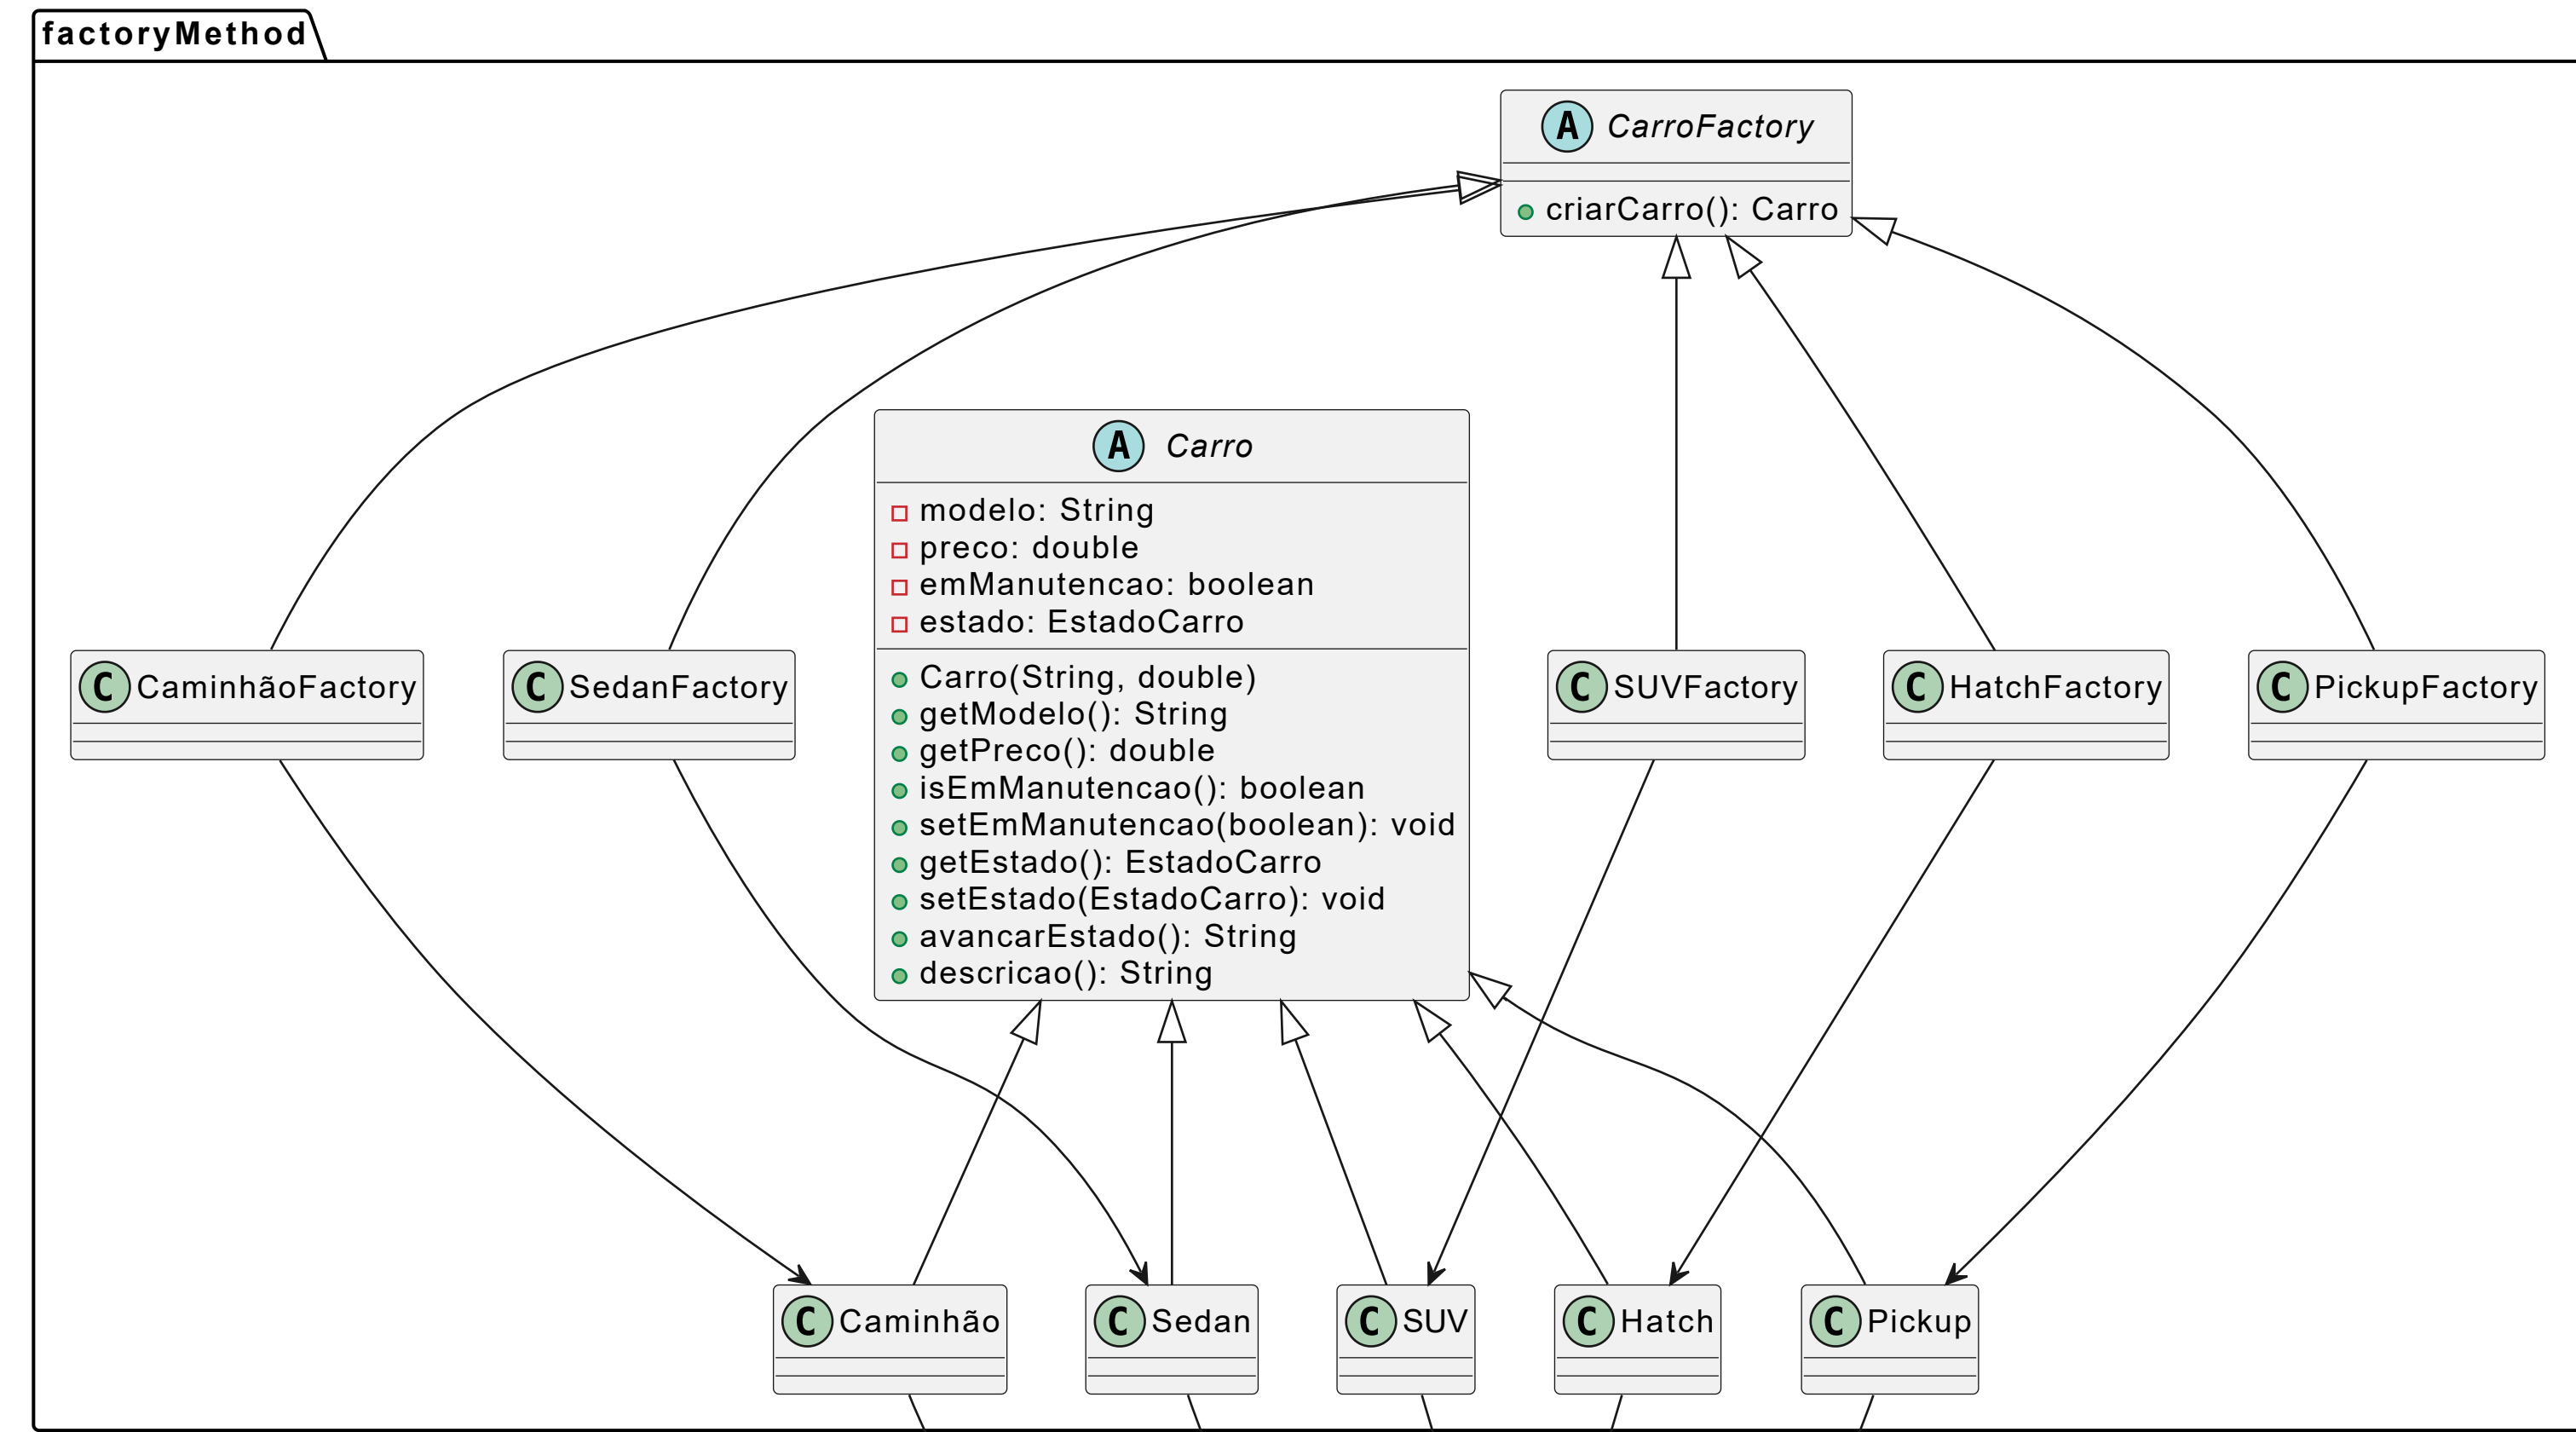 factoryMethod
A CarroFactory
criarCarro(): Carro
A Carro
modelo: String
preco: double
emManutencao: boolean
estado: EstadoCarro
Carro(String, double)
getModelo(): String
getPreco(): double
isEmManutencao(): boolean
setEmManutencao(boolean): void
getEstado(): EstadoCarro
setEstado(EstadoCarro): void
avancarEstado(): String
descricao(): String
C CaminhãoFactory
C SedanFactory
C SUVFactory
C HatchFactory
C PickupFactory
C Caminhão
C Sedan
C SUV
C Hatch
C Pickup